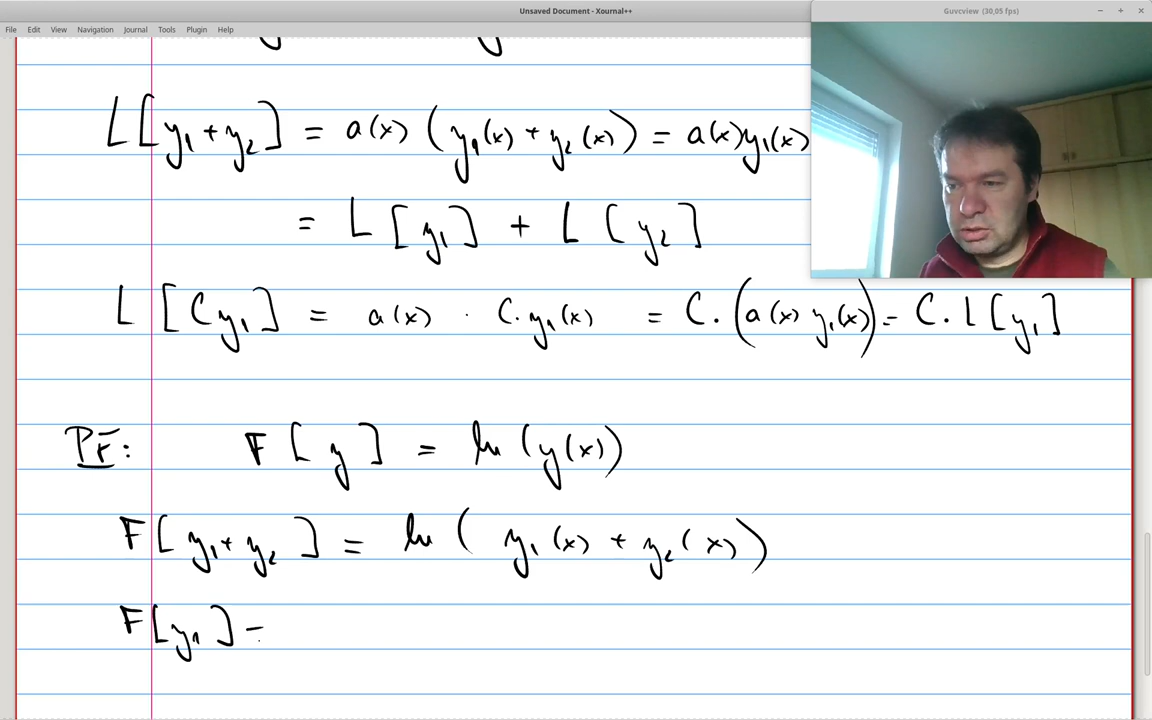 Unsaved Document - Xournal++
Guvcview (30,05 fps)
File Edit View Navigation Journal Tools Plugin Help
L[y₁ + y₂] = a(x) (y₁(x) + y₂(x)) = a(x)y₁(x)
= L[y₁] + L[y₂]
L[Cy₁] = a(x) · C·y₁(x) = C·(a(x) y₁(x)) = C·L[y₁]
Př:
F[y] = ln(y(x))
F[y₁+y₂] = ln(y₁(x) + y₂(x))
F[y₁] =